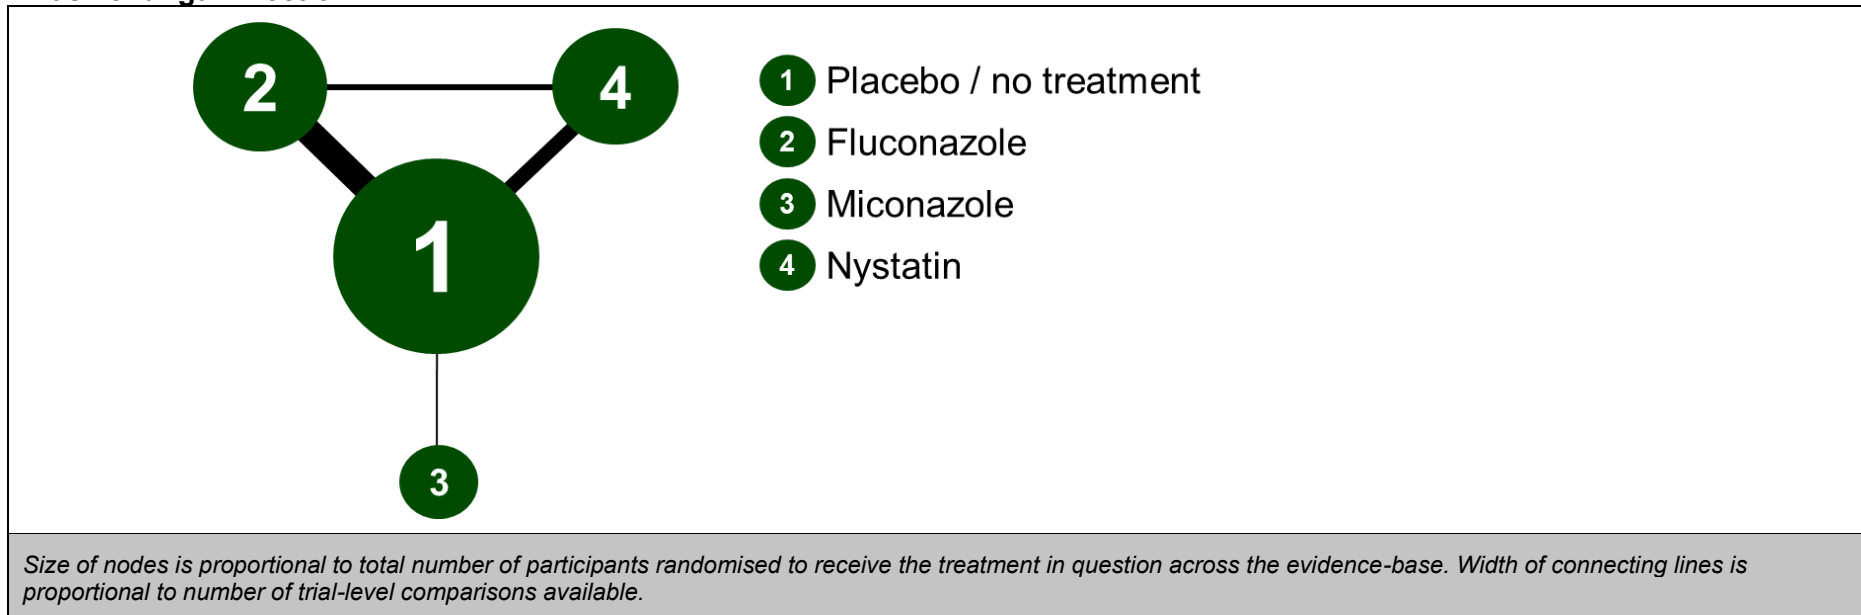 2
4
1
3
1 Placebo / no treatment
2 Fluconazole
3 Miconazole
4 Nystatin
Size of nodes is proportional to total number of participants randomised to receive the treatment in question across the evidence-base. Width of connecting lines is
proportional to number of trial-level comparisons available.